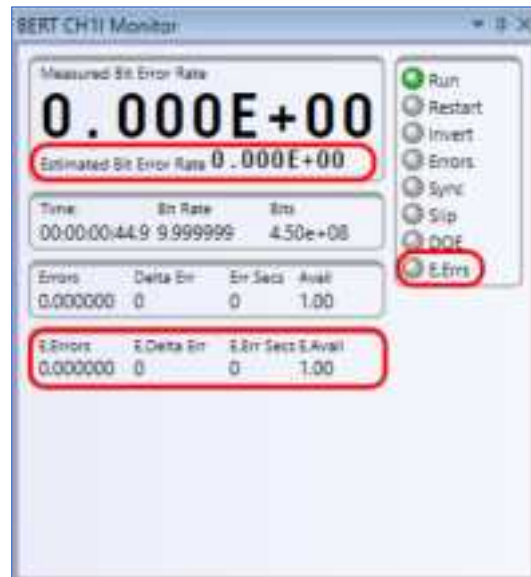 BERT CH1I Monitor
Measured Bit Error Rate
0.000E+00
Estimated Bit Error Rate 0.000E+00
Time Bit Rate Bits
00:00:00:44.9 9.999999 4.50e+08
Errors Delta Err Err Secs Avail
0.000000 0 0 1.00
E.Errors E.Delta Err E.Err Secs E.Avail
0.000000 0 0 1.00
Run
Restart
Invert
Errors
Sync
Slip
DOE
E.Errs